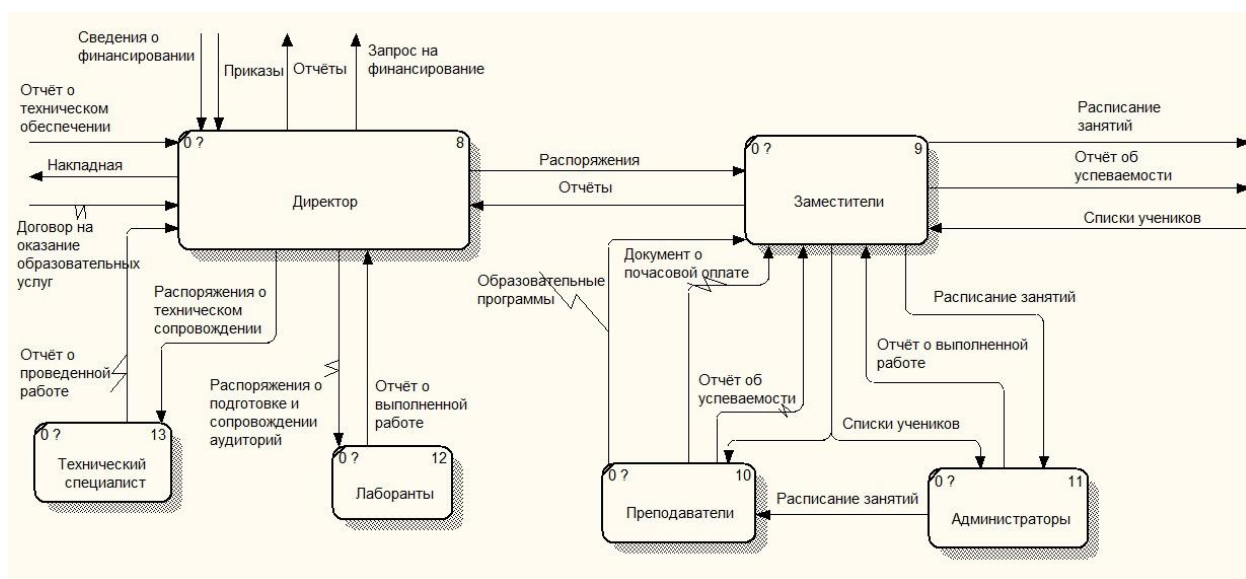 Сведения о
финансировании
Приказы
Отчёты
Запрос на
финансирование
Отчёт о
техническом
обеспечении
Накладная
Договор на
оказание
образовательных
услуг
0 ?
8
Директор
Распоряжения
Отчёты
0 ?
9
Заместители
Расписание
занятий
Отчёт об
успеваемости
Списки учеников
Распоряжения о
техническом
сопровождении
Отчёт о
проведенной
работе
Распоряжения о
подготовке и
сопровождении
аудиторий
Отчёт о
выполненной
работе
Образовательные
программы
Документ о
почасовой оплате
Отчёт об
успеваемости
Расписание занятий
Отчёт о выполненной
работе
Списки учеников
0 ?
13
Технический
специалист
0 ?
12
Лаборанты
0 ?
10
Преподаватели
Расписание занятий
0 ?
11
Администраторы